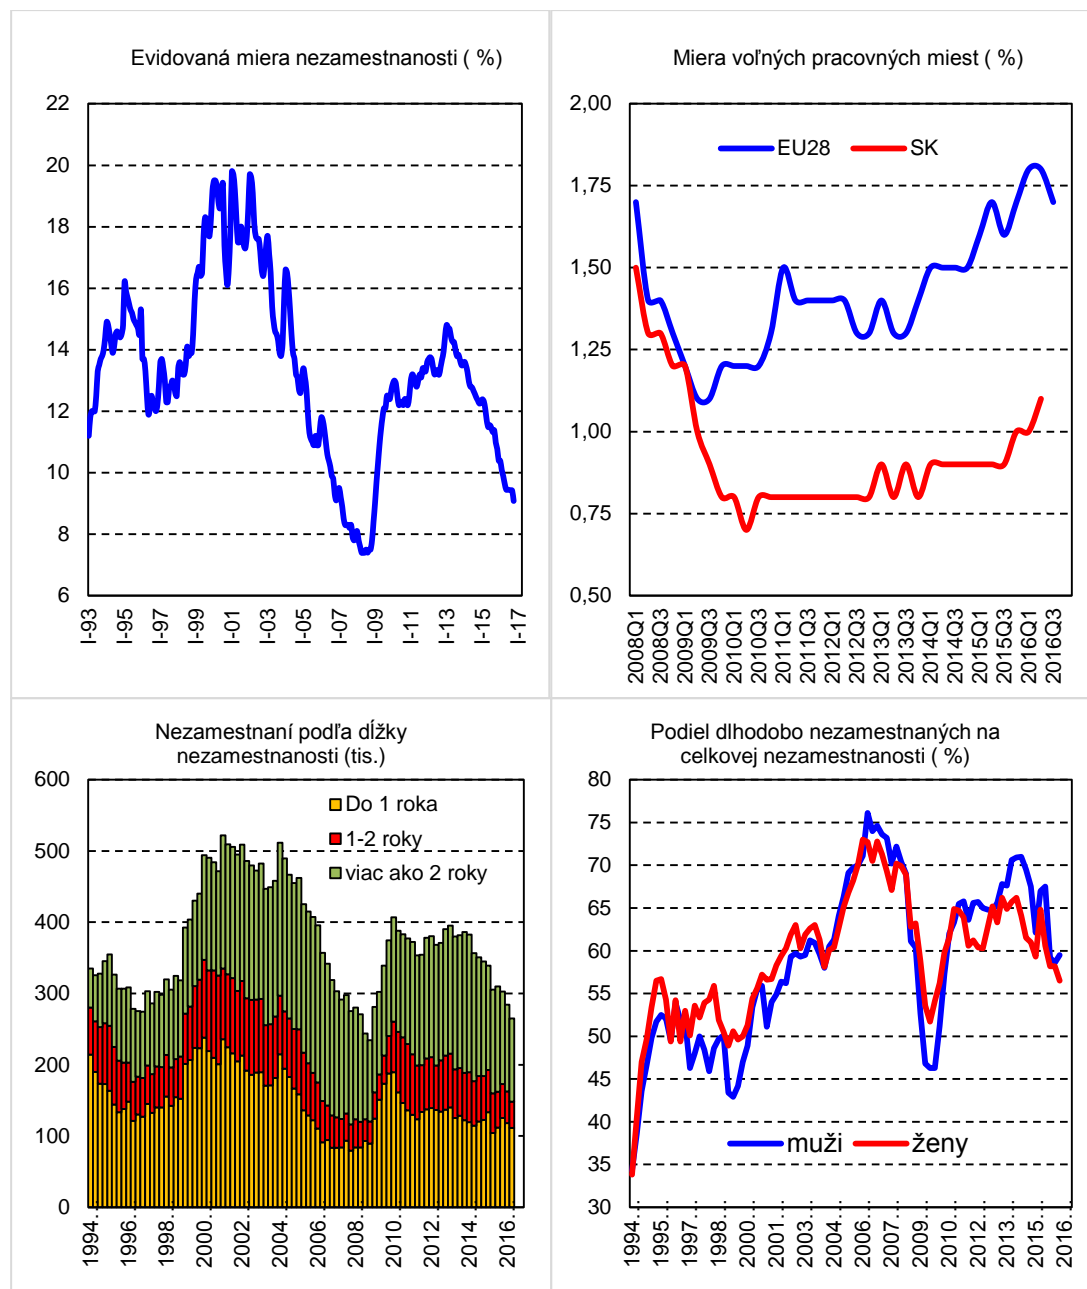 Evidovaná miera nezamestnanosti ( %)
22
20
18
16
14
12
10
8
6
I-93
I-95
I-97
I-99
I-01
I-03
I-05
I-07
I-09
I-11
I-13
I-15
I-17
Miera voľných pracovných miest ( %)
2,00
1,75
1,50
1,25
1,00
0,75
0,50
EU28
SK
2008Q1
2008Q3
2009Q1
2009Q3
2010Q1
2010Q3
2011Q1
2011Q3
2012Q1
2012Q3
2013Q1
2013Q3
2014Q1
2014Q3
2015Q1
2015Q3
2016Q1
2016Q3
Nezamestnaní podľa dĺžky
nezamestnanosti (tis.)
600
500
400
300
200
100
0
Do 1 roka
1-2 roky
viac ako 2 roky
1994.
1996.
1998.
2000.
2002.
2004.
2006.
2008.
2010.
2012.
2014.
2016.
Podiel dlhodobo nezamestnaných na
celkovej nezamestnanosti ( %)
80
75
70
65
60
55
50
45
40
35
30
muži
ženy
1994.
1995.
1997.
1998.
2000.
2001.
2003.
2004.
2006.
2007.
2009.
2010.
2012.
2013.
2015.
2016.